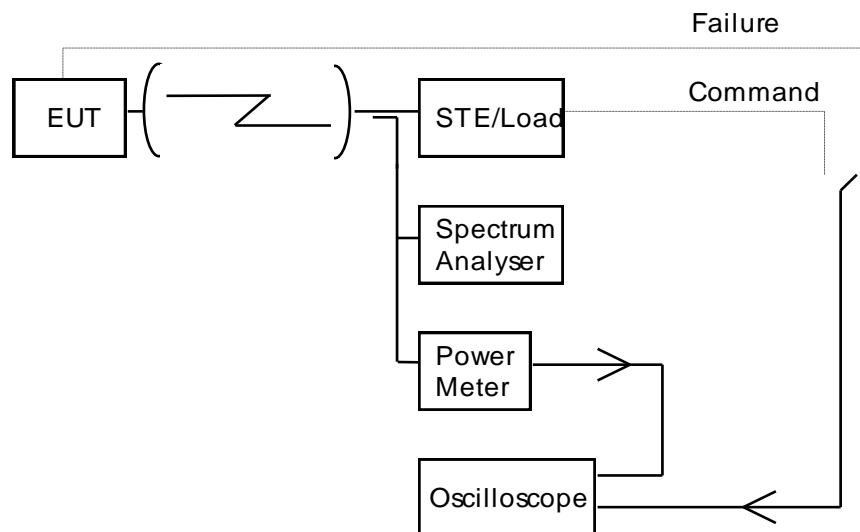 Failure
Command
EUT
STE/Load
Spectrum
Analyser
Power
Meter
Oscilloscope